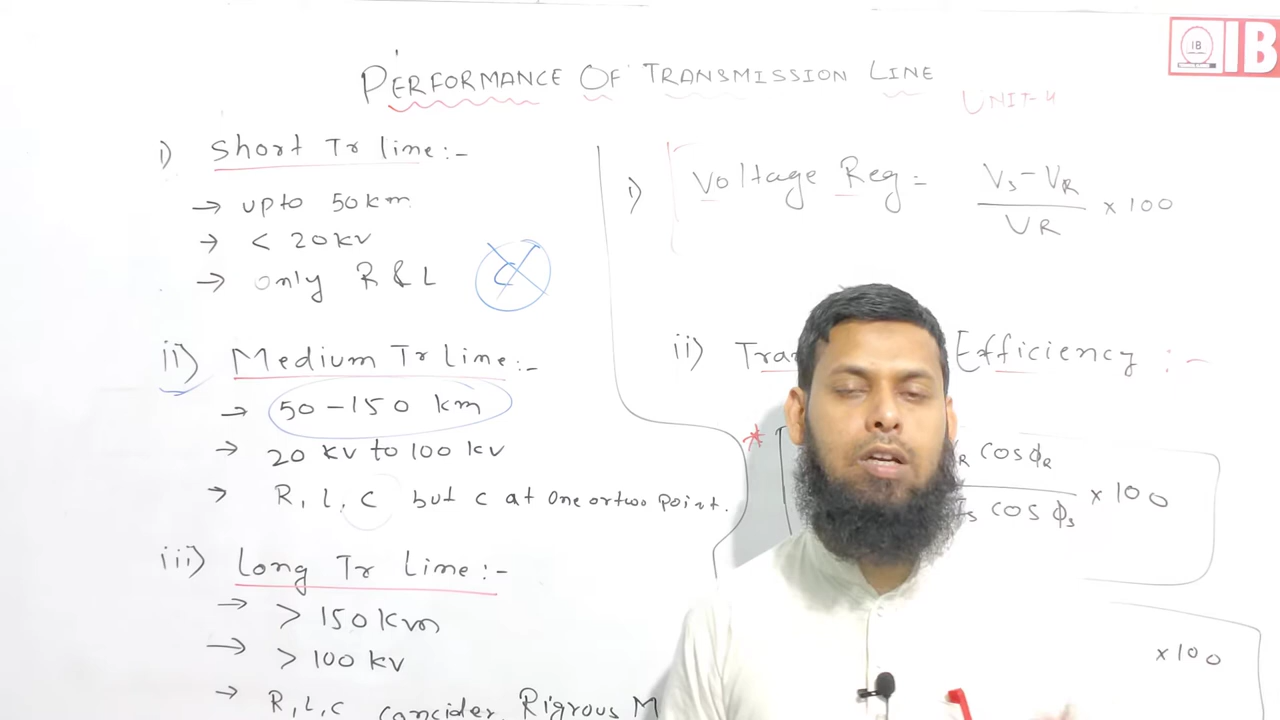 PERFORMANCE OF TRANSMISSION LINE
UNIT-4
IB
IB
i) Short Tr line:-
→ upto 50km
→ < 20kv
→ only R & L
C
ii) Medium Tr Line:-
→ 50-150 km
→ 20 kv to 100 kv
→ R, L, C but c at one or two point.
iii) Long Tr Line:-
→ > 150 km
→ > 100 kv
→ R, L, C concider, Rigrous M
i) Voltage Reg = Vs - VR / VR × 100
ii) Efficiency :-
* R cos φR / s cos φs × 100
× 100